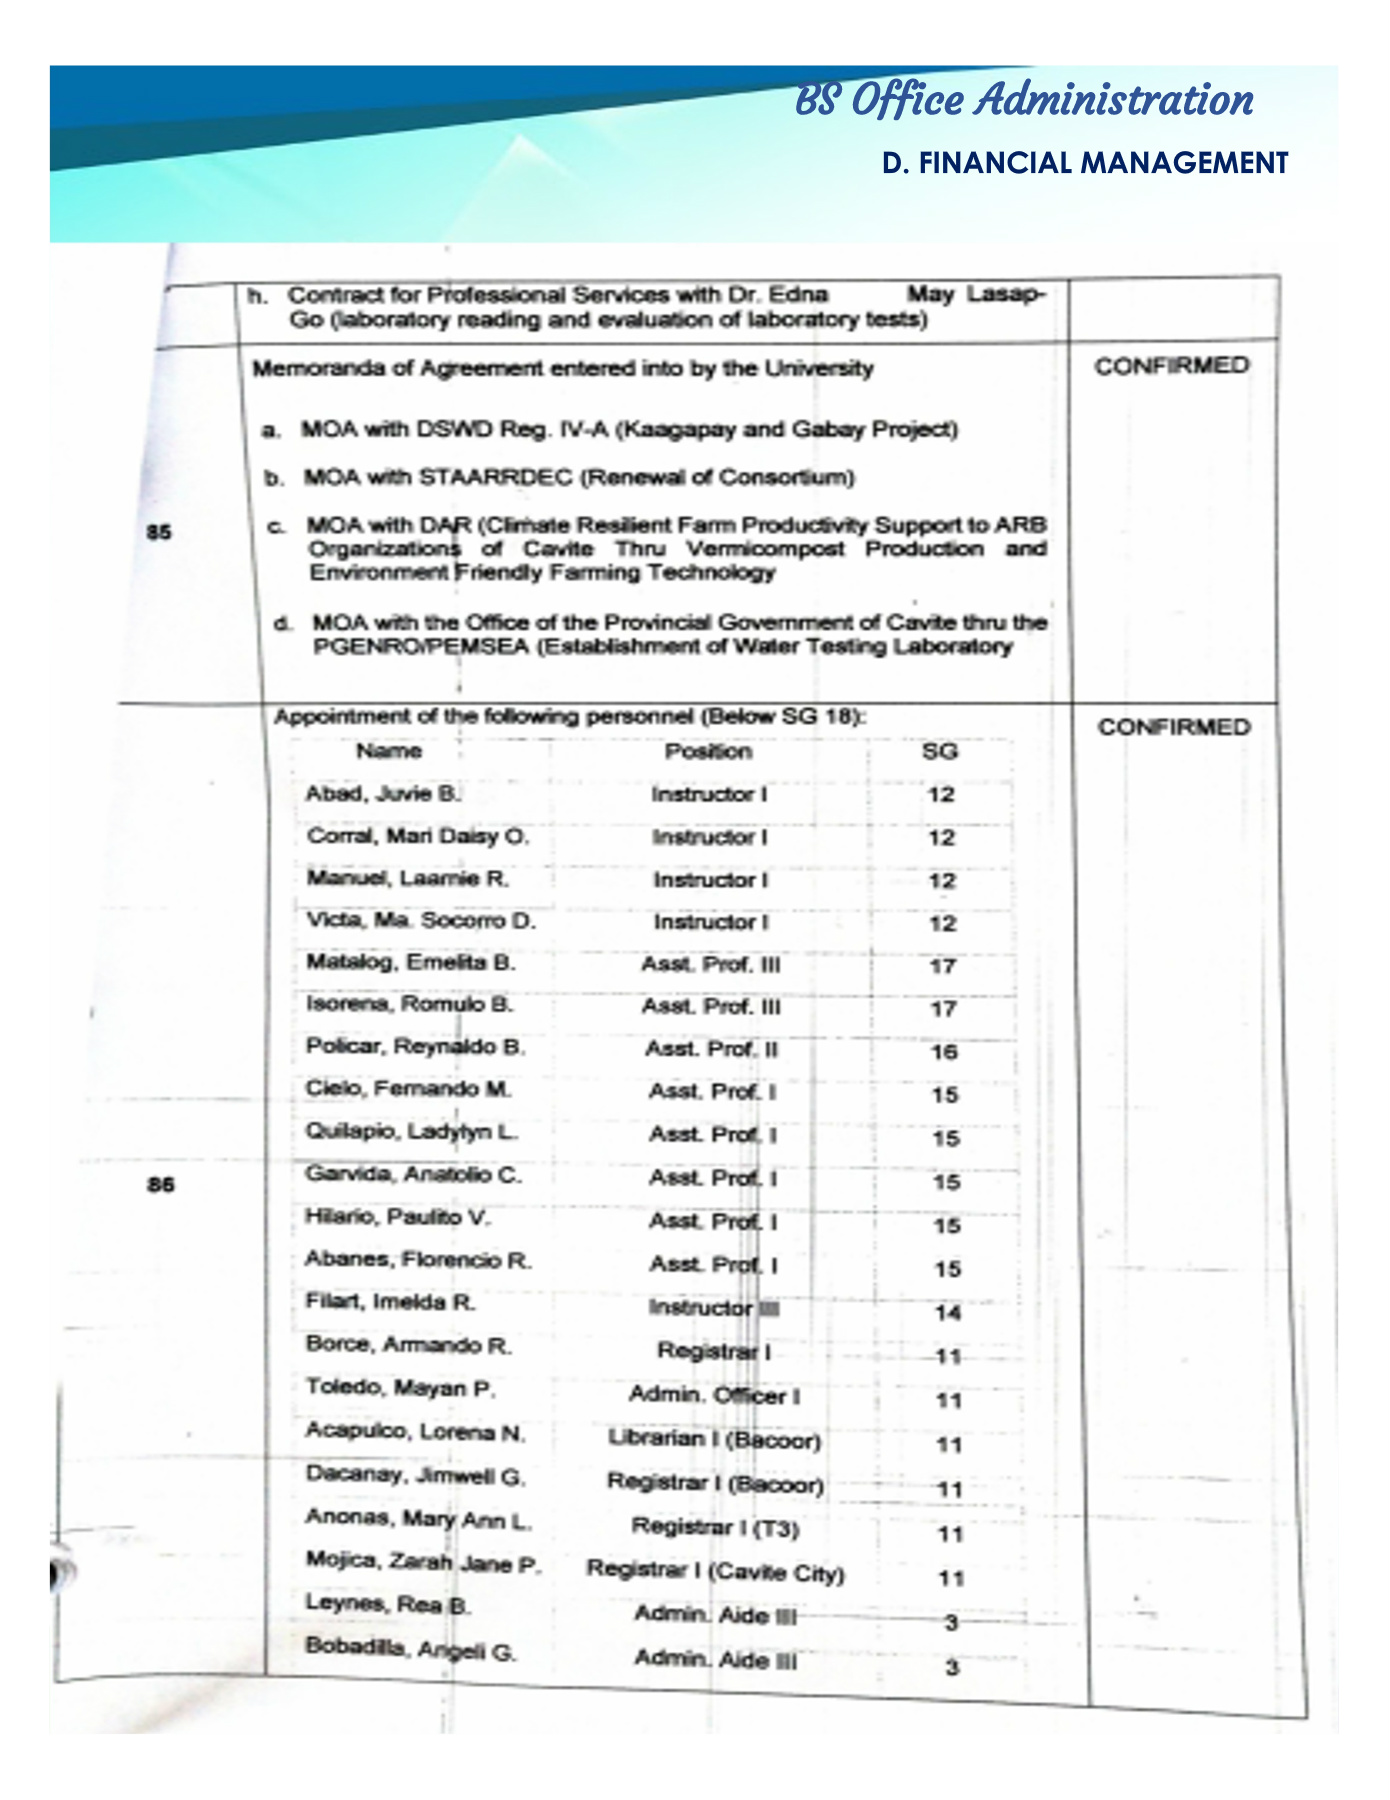 BS Office Administration
D. FINANCIAL MANAGEMENT
h. Contract for Professional Services with Dr. Edna May Lasap-
Go (laboratory reading and evaluation of laboratory tests)
Memoranda of Agreement entered into by the University CONFIRMED
a. MOA with DSWD Reg. IV-A (Kaagapay and Gabay Project)
b. MOA with STAARRDEC (Renewal of Consortium)
85 c. MOA with DAR (Climate Resilient Farm Productivity Support to ARB
Organizations of Cavite Thru Vermicompost Production and
Environment Friendly Farming Technology
d. MOA with the Office of the Provincial Government of Cavite thru the
PGENRO/PEMSEA (Establishment of Water Testing Laboratory
Appointment of the following personnel (Below SG 18): CONFIRMED
Name Position SG
Abad, Juvie B. Instructor I 12
Corral, Mari Daisy O. Instructor I 12
Manuel, Laarnie R. Instructor I 12
Victa, Ma. Socorro D. Instructor I 12
Matalog, Emelita B. Asst. Prof. III 17
Isorena, Romulo B. Asst. Prof. III 17
Policar, Reynaldo B. Asst. Prof. II 16
Cielo, Fernando M. Asst. Prof. I 15
Quilapio, Ladylyn L. Asst. Prof. I 15
86 Garvida, Anatolio C. Asst. Prof. I 15
Hilario, Paulito V. Asst. Prof. I 15
Abanes, Florencio R. Asst. Prof. I 15
Filart, Imelda R. Instructor III 14
Borce, Armando R. Registrar I 11
Toledo, Mayan P. Admin. Officer I 11
Acapulco, Lorena N. Librarian I (Bacoor) 11
Dacanay, Jimwell G. Registrar I (Bacoor) 11
Anonas, Mary Ann L. Registrar I (T3) 11
Mojica, Zarah Jane P. Registrar I (Cavite City) 11
Leynes, Rea B. Admin. Aide III 3
Bobadilla, Angeli G. Admin. Aide III 3